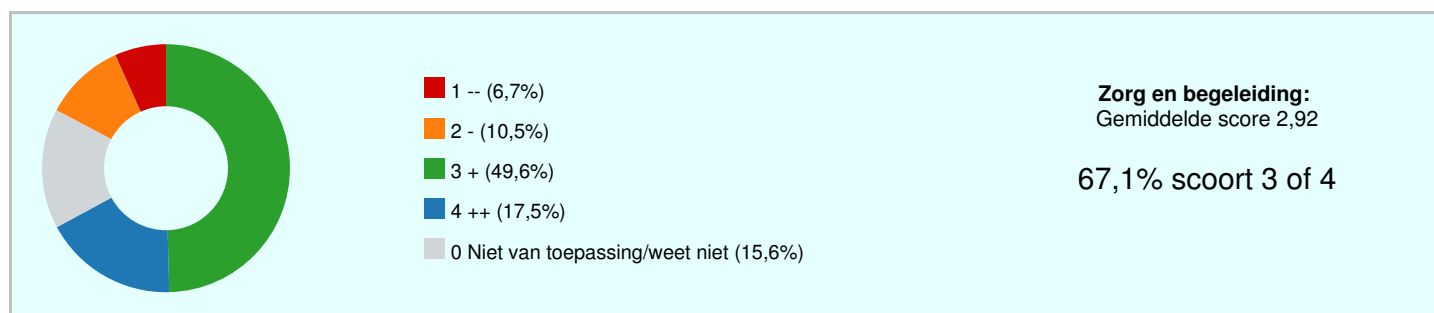 1 -- (6,7%)
2 - (10,5%)
3 + (49,6%)
4 ++ (17,5%)
0 Niet van toepassing/weet niet (15,6%)
Zorg en begeleiding:
Gemiddelde score 2,92
67,1% scoort 3 of 4